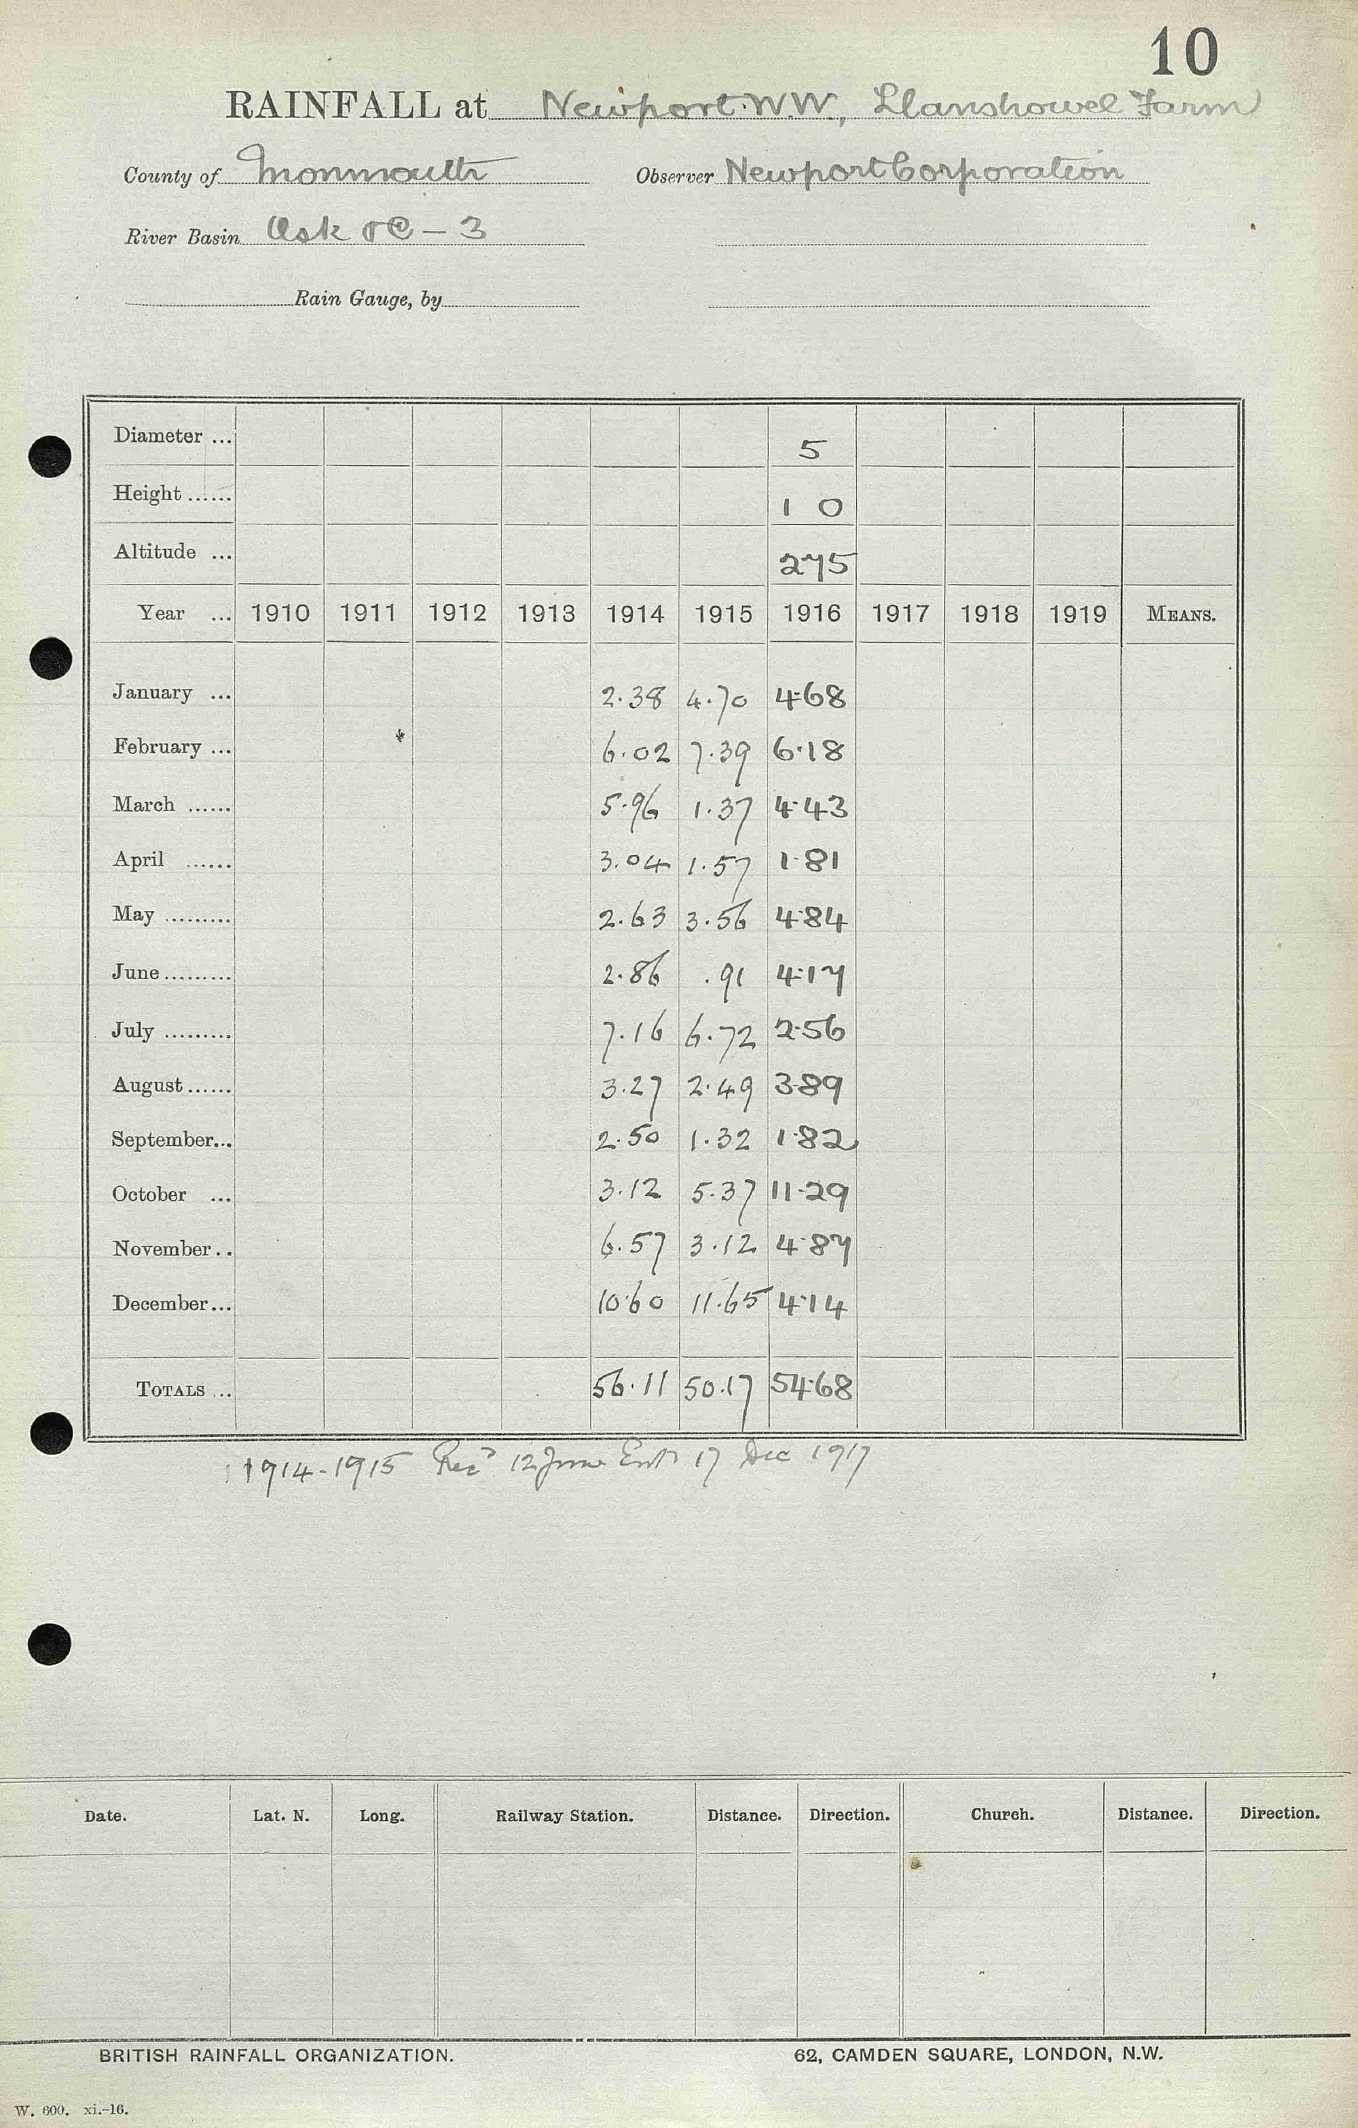 10
RAINFALL at Newport W.W., Llanshowel Farm
County of Monmouth Observer Newport Corporation
River Basin Usk - 3
Rain Gauge, by
Diameter ... 5
Height ...... 1 0
Altitude ... 275
Year ... 1910 1911 1912 1913 1914 1915 1916 1917 1918 1919 MEANS.
January ... 2.38 4.70 4.68
February ... 6.02 7.39 6.18
March ...... 5.96 1.37 4.43
April ...... 3.04 1.57 1.81
May ......... 2.63 3.56 4.84
June ......... 2.86 .91 4.17
July ......... 7.16 6.72 2.56
August ...... 3.27 2.49 3.89
September... 2.50 1.32 1.82
October ... 3.12 5.37 11.29
November .. 6.57 3.12 4.87
December... 10.60 11.65 4.14
TOTALS ... 56.11 50.17 54.68
1914-1915 Recd 12 June Entd 17 Dec 1917
Date. Lat. N. Long. Railway Station. Distance. Direction. Church. Distance. Direction.
BRITISH RAINFALL ORGANIZATION. 62, CAMDEN SQUARE, LONDON, N.W.
W. 600. xi.-16.